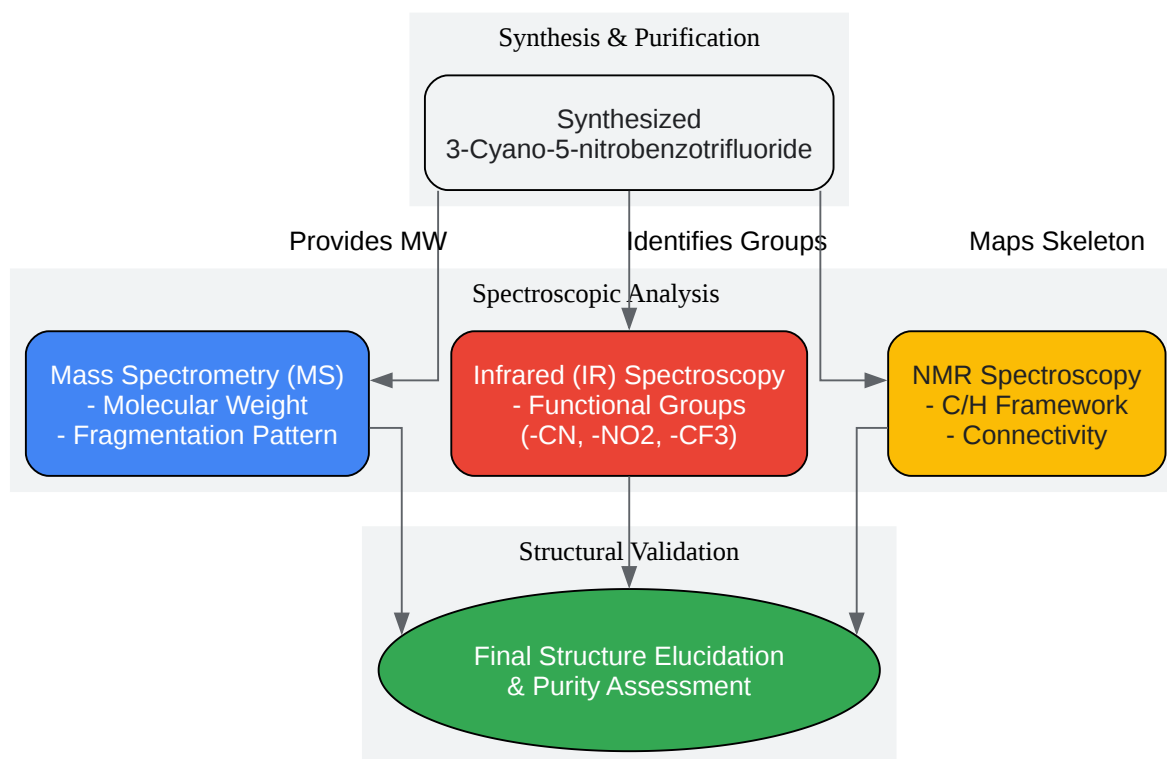 Synthesis & Purification
Synthesized
3-Cyano-5-nitrobenzotrifluoride
Provides MW
Identifies Groups
Maps Skeleton
Spectroscopic Analysis
Mass Spectrometry (MS)
- Molecular Weight
- Fragmentation Pattern
Infrared (IR) Spectroscopy
- Functional Groups
(-CN, -NO2, -CF3)
NMR Spectroscopy
- C/H Framework
- Connectivity
Structural Validation
Final Structure Elucidation
& Purity Assessment